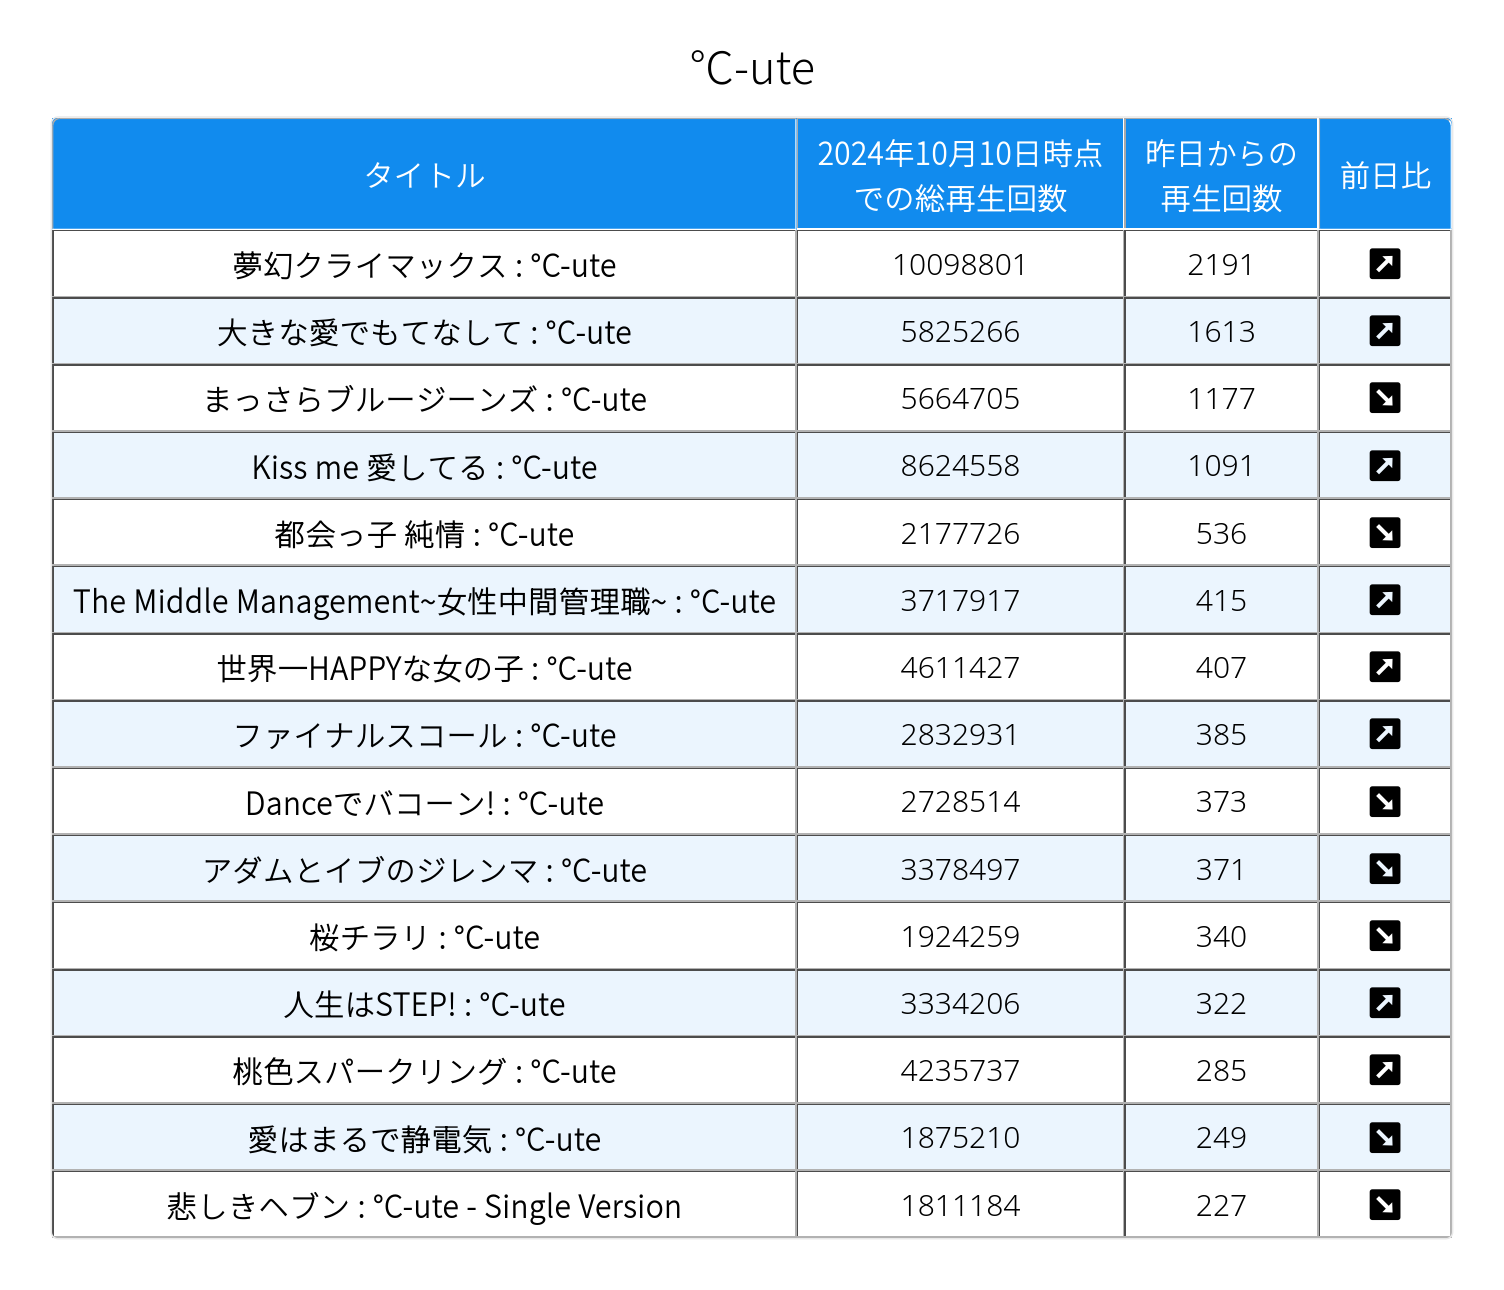 ℃-ute
タイトル 2024年10月10日時点での総再生回数 昨日からの再生回数 前日比
夢幻クライマックス : ℃-ute 10098801 2191 ↗
大きな愛でもてなして : ℃-ute 5825266 1613 ↗
まっさらブルージーンズ : ℃-ute 5664705 1177 ↘
Kiss me 愛してる : ℃-ute 8624558 1091 ↗
都会っ子 純情 : ℃-ute 2177726 536 ↘
The Middle Management~女性中間管理職~ : ℃-ute 3717917 415 ↗
世界一HAPPYな女の子 : ℃-ute 4611427 407 ↗
ファイナルスコール : ℃-ute 2832931 385 ↗
Danceでバコーン! : ℃-ute 2728514 373 ↘
アダムとイブのジレンマ : ℃-ute 3378497 371 ↘
桜チラリ : ℃-ute 1924259 340 ↘
人生はSTEP! : ℃-ute 3334206 322 ↗
桃色スパークリング : ℃-ute 4235737 285 ↗
愛はまるで静電気 : ℃-ute 1875210 249 ↘
悲しきヘブン : ℃-ute - Single Version 1811184 227 ↘